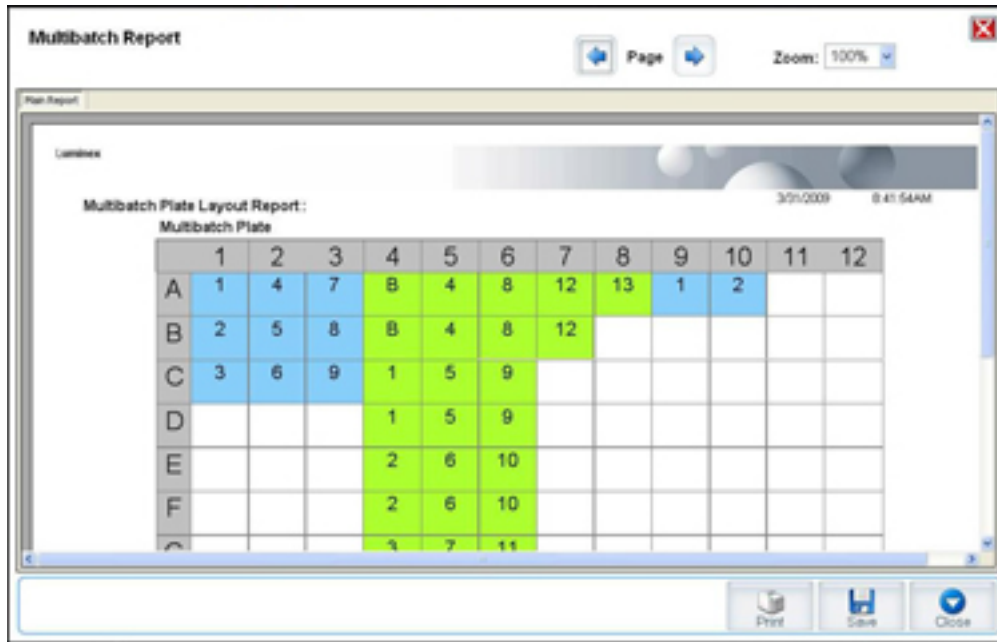 Multibatch Report
Page
Zoom: 100%
Main Report
Luminex
3/31/2009 8:41:54AM
Multibatch Plate Layout Report :
Multibatch Plate
1 2 3 4 5 6 7 8 9 10 11 12
A 1 4 7 B 4 8 12 13 1 2
B 2 5 8 B 4 8 12
C 3 6 9 1 5 9
D 1 5 9
E 2 6 10
F 2 6 10
G 3 7 11
Print Save Close